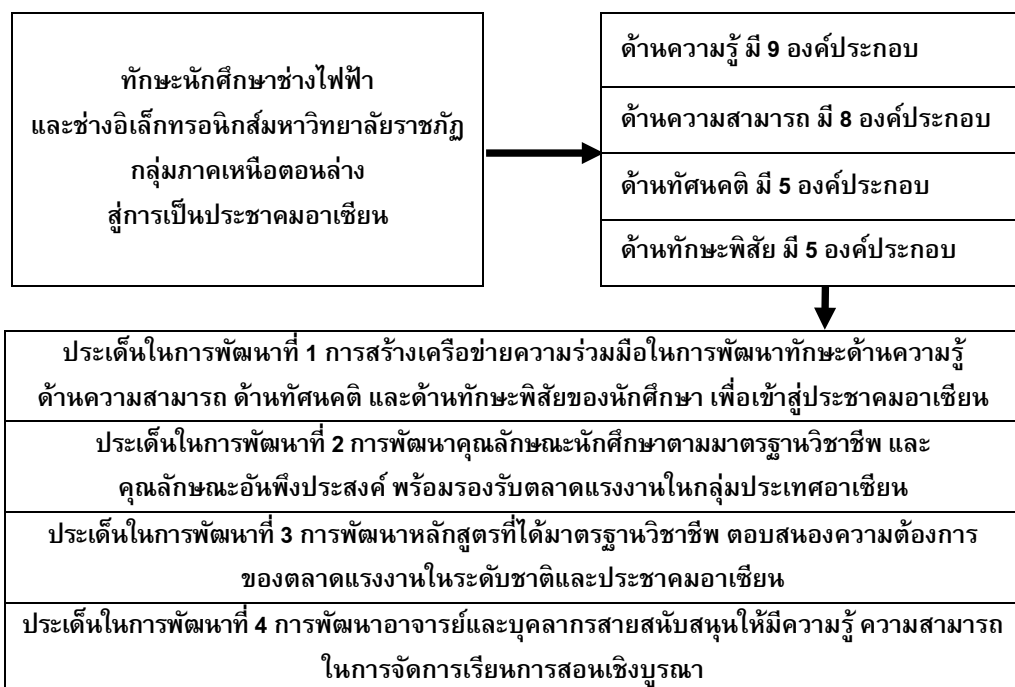 ทักษะนักศึกษาช่างไฟฟ้า
และช่างอิเล็กทรอนิกส์มหาวิทยาลัยราชภัฏ
กลุ่มภาคเหนือตอนล่าง
สู่การเป็นประชาคมอาเซียน
ด้านความรู้ มี 9 องค์ประกอบ
ด้านความสามารถ มี 8 องค์ประกอบ
ด้านทัศนคติ มี 5 องค์ประกอบ
ด้านทักษะพิสัย มี 5 องค์ประกอบ
ประเด็นในการพัฒนาที่ 1 การสร้างเครือข่ายความร่วมมือในการพัฒนาทักษะด้านความรู้
ด้านความสามารถ ด้านทัศนคติ และด้านทักษะพิสัยของนักศึกษา เพื่อเข้าสู่ประชาคมอาเซียน
ประเด็นในการพัฒนาที่ 2 การพัฒนาคุณลักษณะนักศึกษาตามมาตรฐานวิชาชีพ และ
คุณลักษณะอันพึงประสงค์ พร้อมรองรับตลาดแรงงานในกลุ่มประเทศอาเซียน
ประเด็นในการพัฒนาที่ 3 การพัฒนาหลักสูตรที่ได้มาตรฐานวิชาชีพ ตอบสนองความต้องการ
ของตลาดแรงงานในระดับชาติและประชาคมอาเซียน
ประเด็นในการพัฒนาที่ 4 การพัฒนาอาจารย์และบุคลากรสายสนับสนุนให้มีความรู้ ความสามารถ
ในการจัดการเรียนการสอนเชิงบูรณา